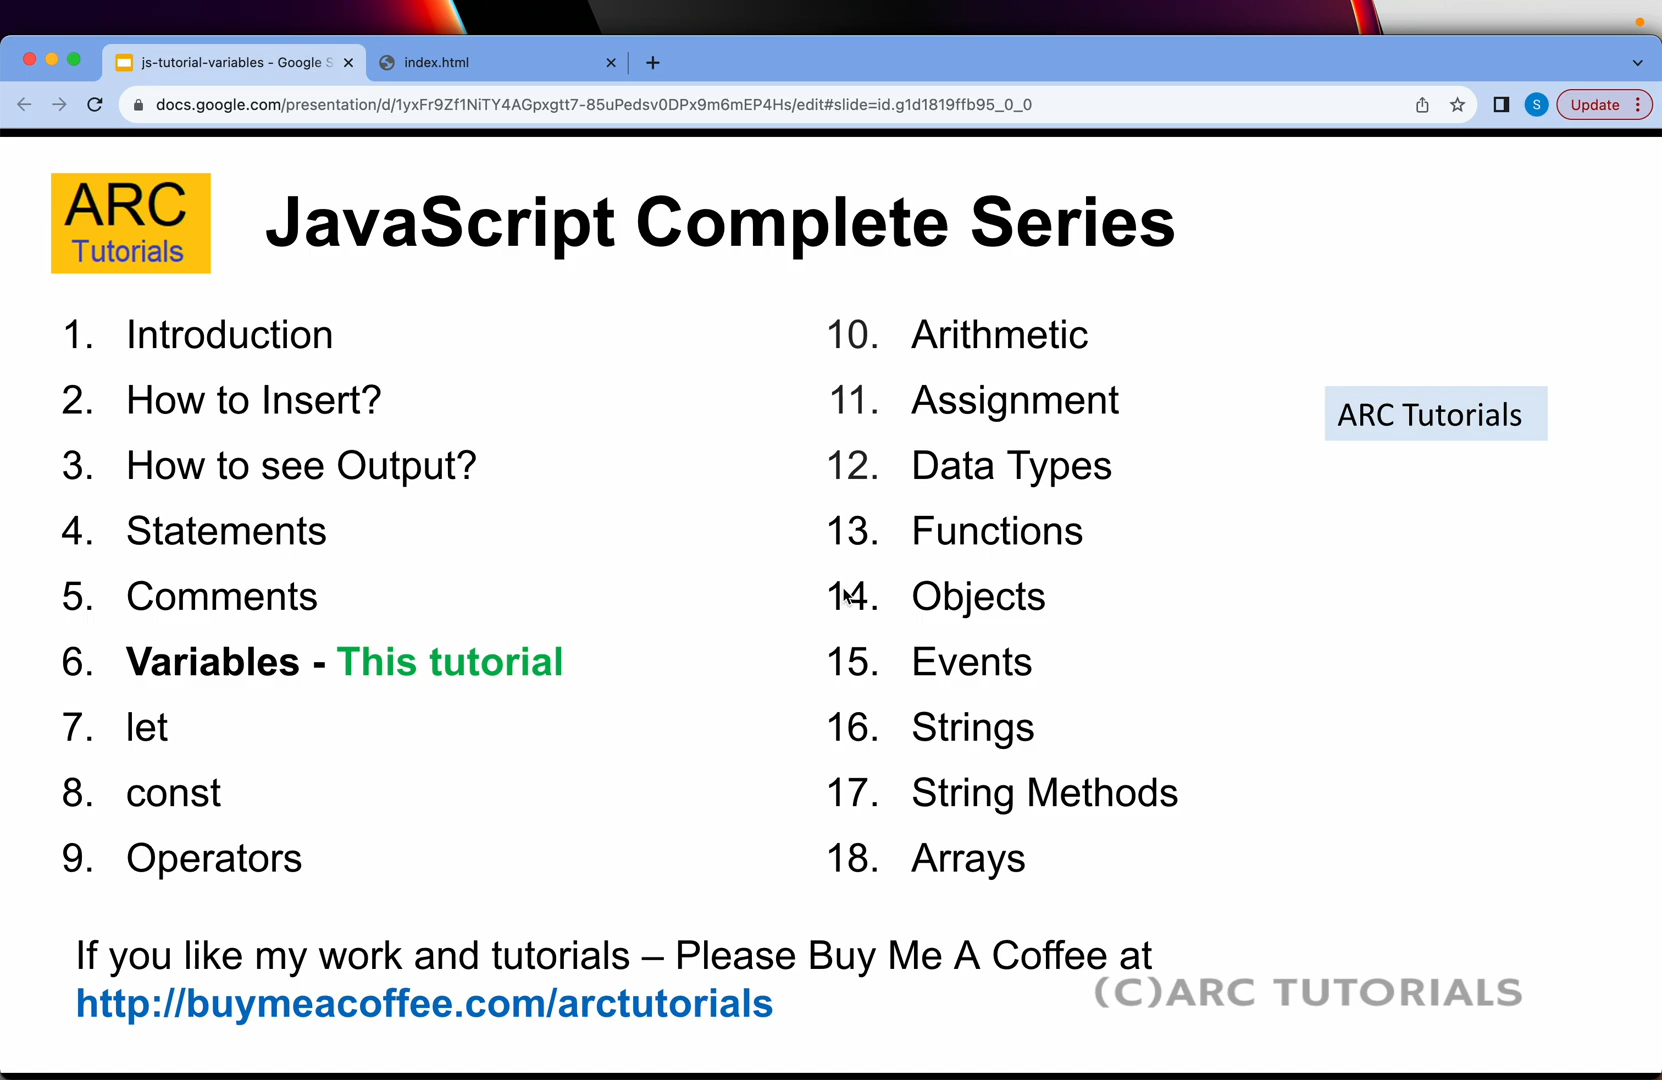 js-tutorial-variables - Google S
index.html
docs.google.com/presentation/d/1yxFr9Zf1NiTY4AGpxgtt7-85uPedsv0DPx9m6mEP4Hs/edit#slide=id.g1d1819ffb95_0_0
S
Update
ARC
Tutorials
JavaScript Complete Series
1. Introduction
2. How to Insert?
3. How to see Output?
4. Statements
5. Comments
6. Variables - This tutorial
7. let
8. const
9. Operators
10. Arithmetic
11. Assignment
12. Data Types
13. Functions
14. Objects
15. Events
16. Strings
17. String Methods
18. Arrays
ARC Tutorials
If you like my work and tutorials – Please Buy Me A Coffee at
http://buymeacoffee.com/arctutorials
(C)ARC TUTORIALS